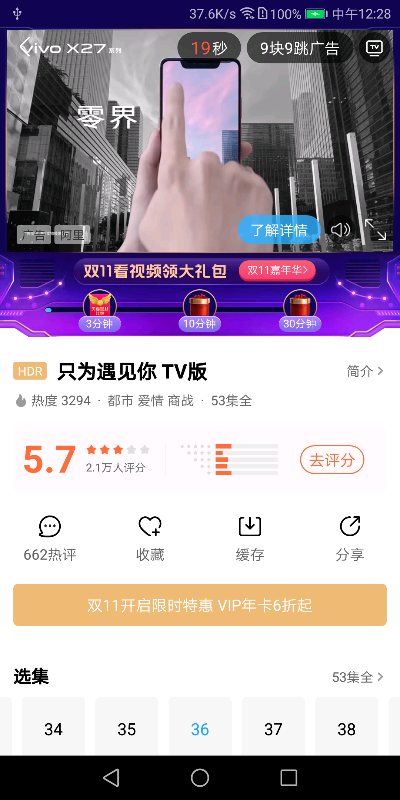 37.6K/s 100% 中午12:28
vivo X27系列
19秒
9块9跳广告
TV
零界
广告 阿里
了解详情
双11看视频领大礼包
双11嘉年华>
3分钟
10分钟
30分钟
HDR 只为遇见你 TV版 简介 >
热度 3294 · 都市 爱情 商战 · 53集全
5.7
2.1万人评分
去评分
662热评
收藏
缓存
分享
双11开启限时特惠 VIP年卡6折起
选集 53集全 >
34 35 36 37 38